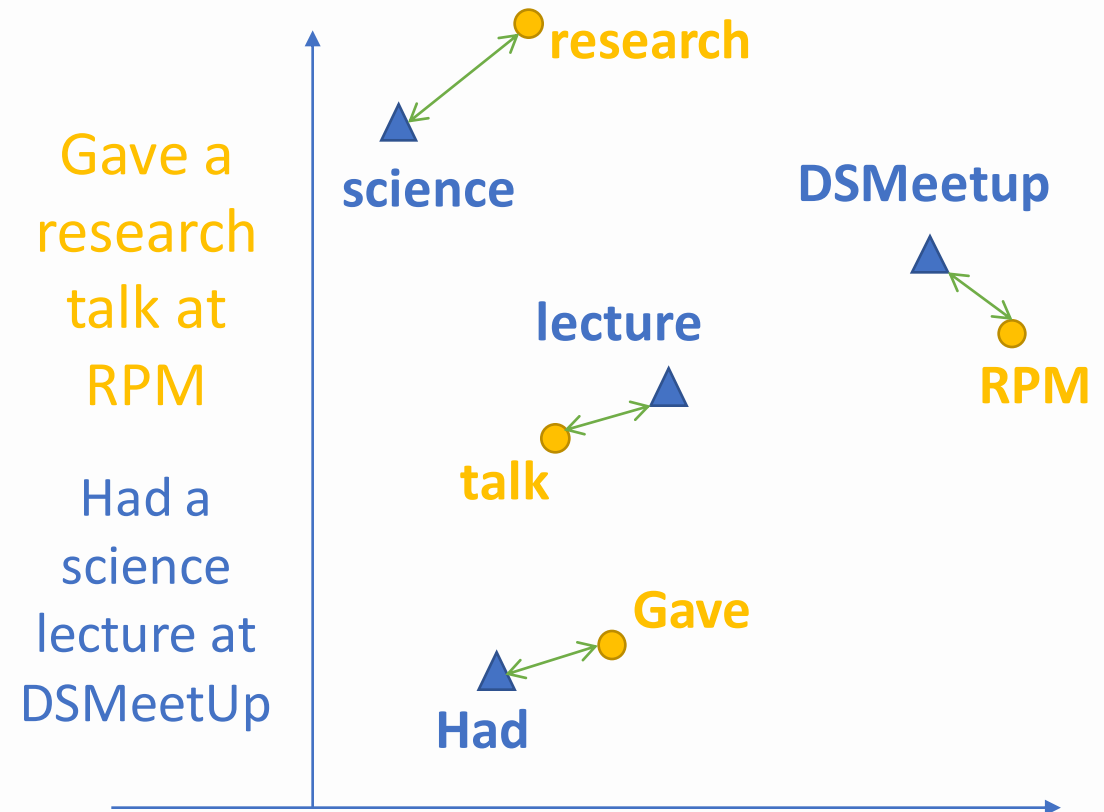 Gave a
research
talk at
RPM
Had a
science
lecture at
DSMeetUp
research
science
DSMeetup
lecture
RPM
talk
Gave
Had